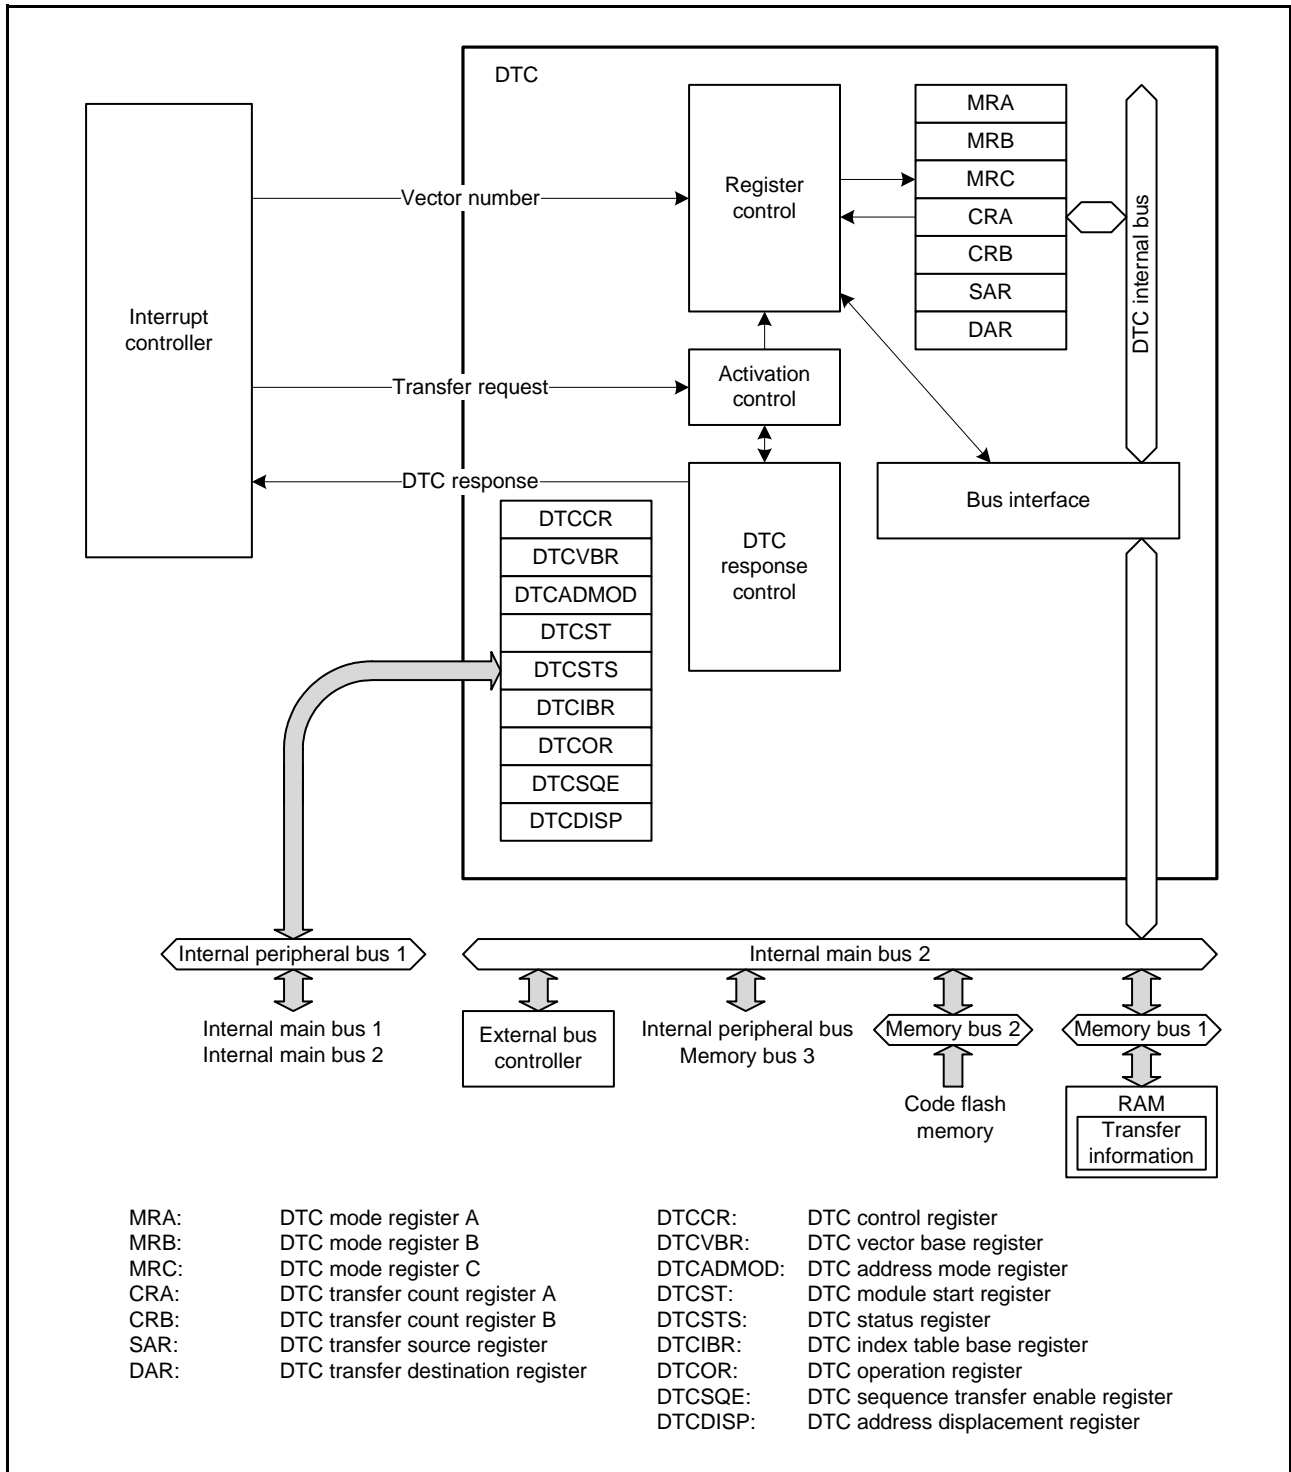 DTC
MRA
MRB
MRC
CRA
CRB
SAR
DAR
Register
control
DTC internal bus
Vector number
Interrupt
controller
Activation
control
Transfer request
DTC response
Bus interface
DTC
response
control
DTCCR
DTCVBR
DTCADMOD
DTCST
DTCSTS
DTCIBR
DTCOR
DTCSQE
DTCDISP
Internal peripheral bus 1
Internal main bus 2
Internal main bus 1
Internal main bus 2
External bus
controller
Internal peripheral bus
Memory bus 3
Memory bus 2
Memory bus 1
Code flash
memory
RAM
Transfer
information
MRA: DTC mode register A
MRB: DTC mode register B
MRC: DTC mode register C
CRA: DTC transfer count register A
CRB: DTC transfer count register B
SAR: DTC transfer source register
DAR: DTC transfer destination register
DTCCR: DTC control register
DTCVBR: DTC vector base register
DTCADMOD: DTC address mode register
DTCST: DTC module start register
DTCSTS: DTC status register
DTCIBR: DTC index table base register
DTCOR: DTC operation register
DTCSQE: DTC sequence transfer enable register
DTCDISP: DTC address displacement register